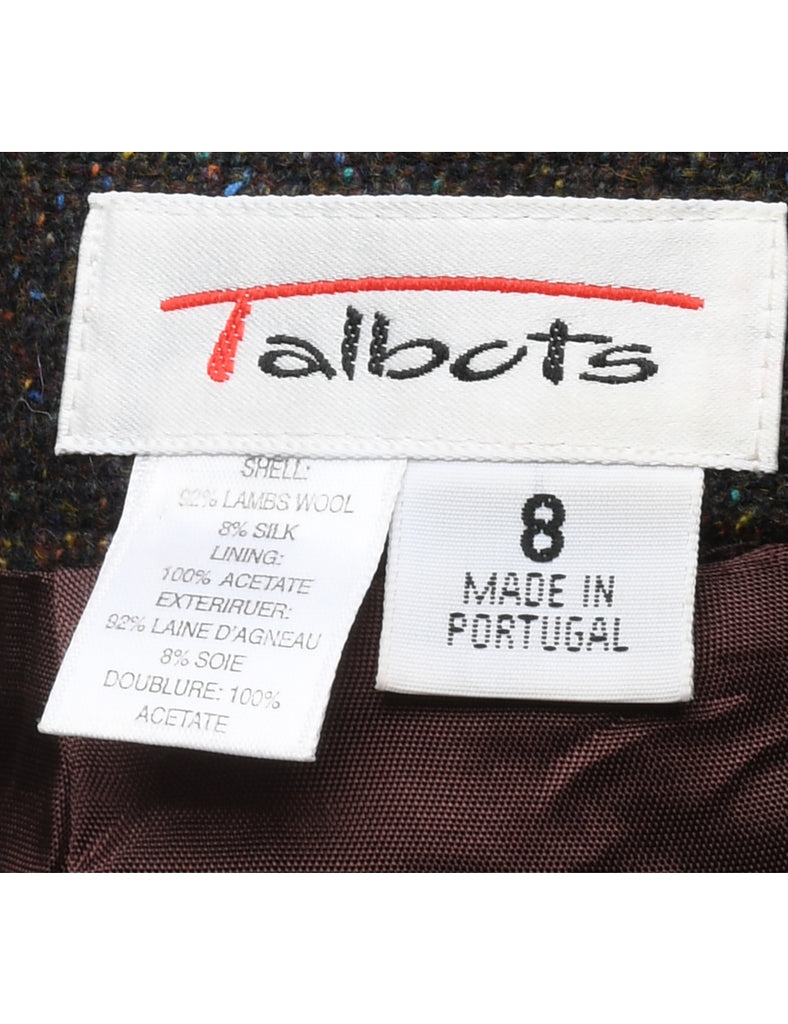 Talbots
SHELL:
92% LAMBS WOOL
8% SILK
LINING:
100% ACETATE
EXTERIRUER:
92% LAINE D'AGNEAU
8% SOIE
DOUBLURE: 100%
ACETATE
8
MADE IN
PORTUGAL